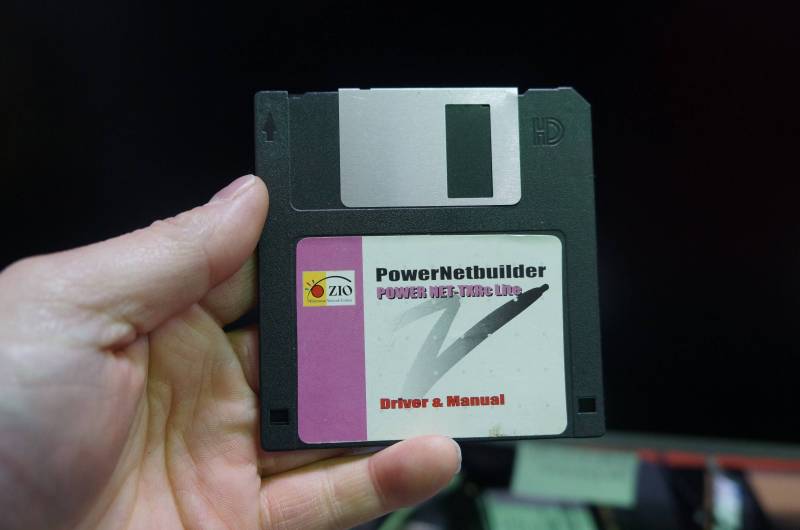 HD
ZIO
PowerNetbuilder
POWER NET-TXRc Lite
Driver & Manual